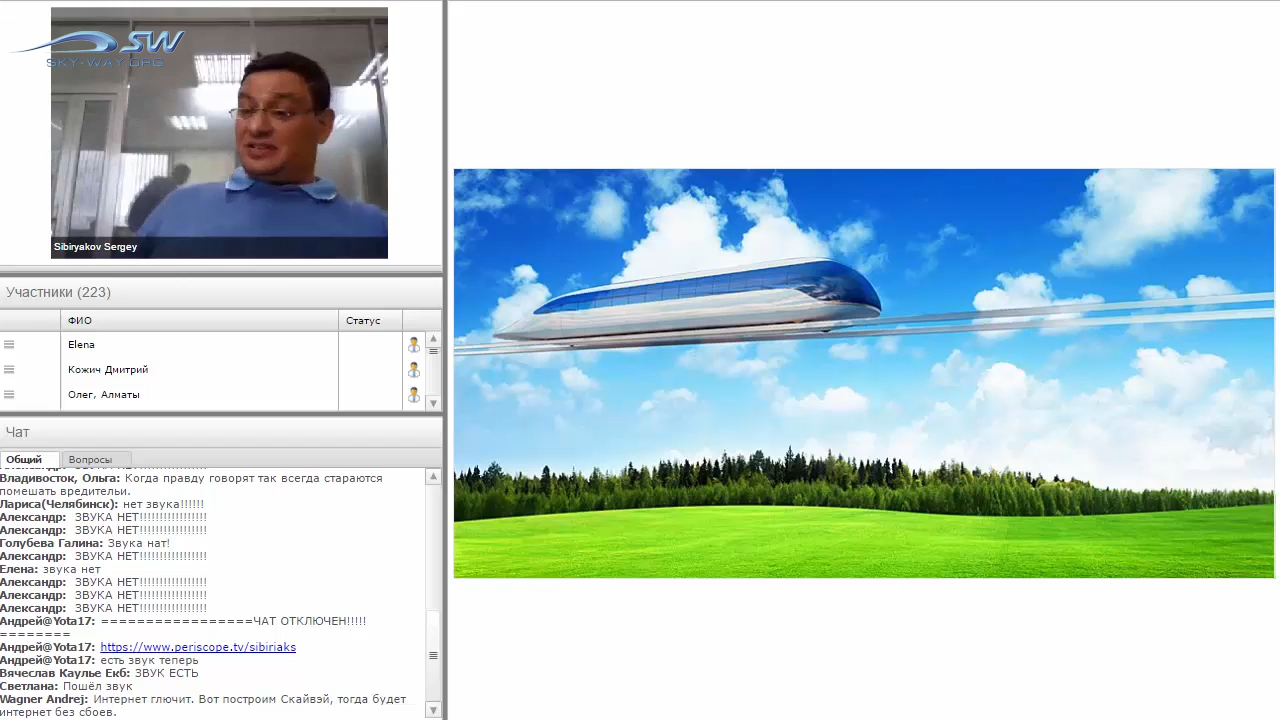 SW
SKY-WAY.ORG
Sibiryakov Sergey
Участники (223)
ФИО
Статус
Elena
Кожич Дмитрий
Олег, Алматы
Чат
Общий
Вопросы
Владивосток, Ольга: Когда правду говорят так всегда стараются
помешать вредительи.
Лариса(Челябинск): нет звука!!!!!!
Александр: ЗВУКА НЕТ!!!!!!!!!!!!!!!!!
Александр: ЗВУКА НЕТ!!!!!!!!!!!!!!!!!
Голубева Галина: Звука нат!
Александр: ЗВУКА НЕТ!!!!!!!!!!!!!!!!!
Елена: звука нет
Александр: ЗВУКА НЕТ!!!!!!!!!!!!!!!!!
Александр: ЗВУКА НЕТ!!!!!!!!!!!!!!!!!
Александр: ЗВУКА НЕТ!!!!!!!!!!!!!!!!!
Андрей@Yota17: =================ЧАТ ОТКЛЮЧЕН!!!!!
========
Андрей@Yota17: https://www.periscope.tv/sibiriaks
Андрей@Yota17: есть звук теперь
Вячеслав Каулье Екб: ЗВУК ЕСТЬ
Светлана: Пошёл звук
Wagner Andrej: Интернет глючит. Вот построим Скайвэй, тогда будет
интернет без сбоев.